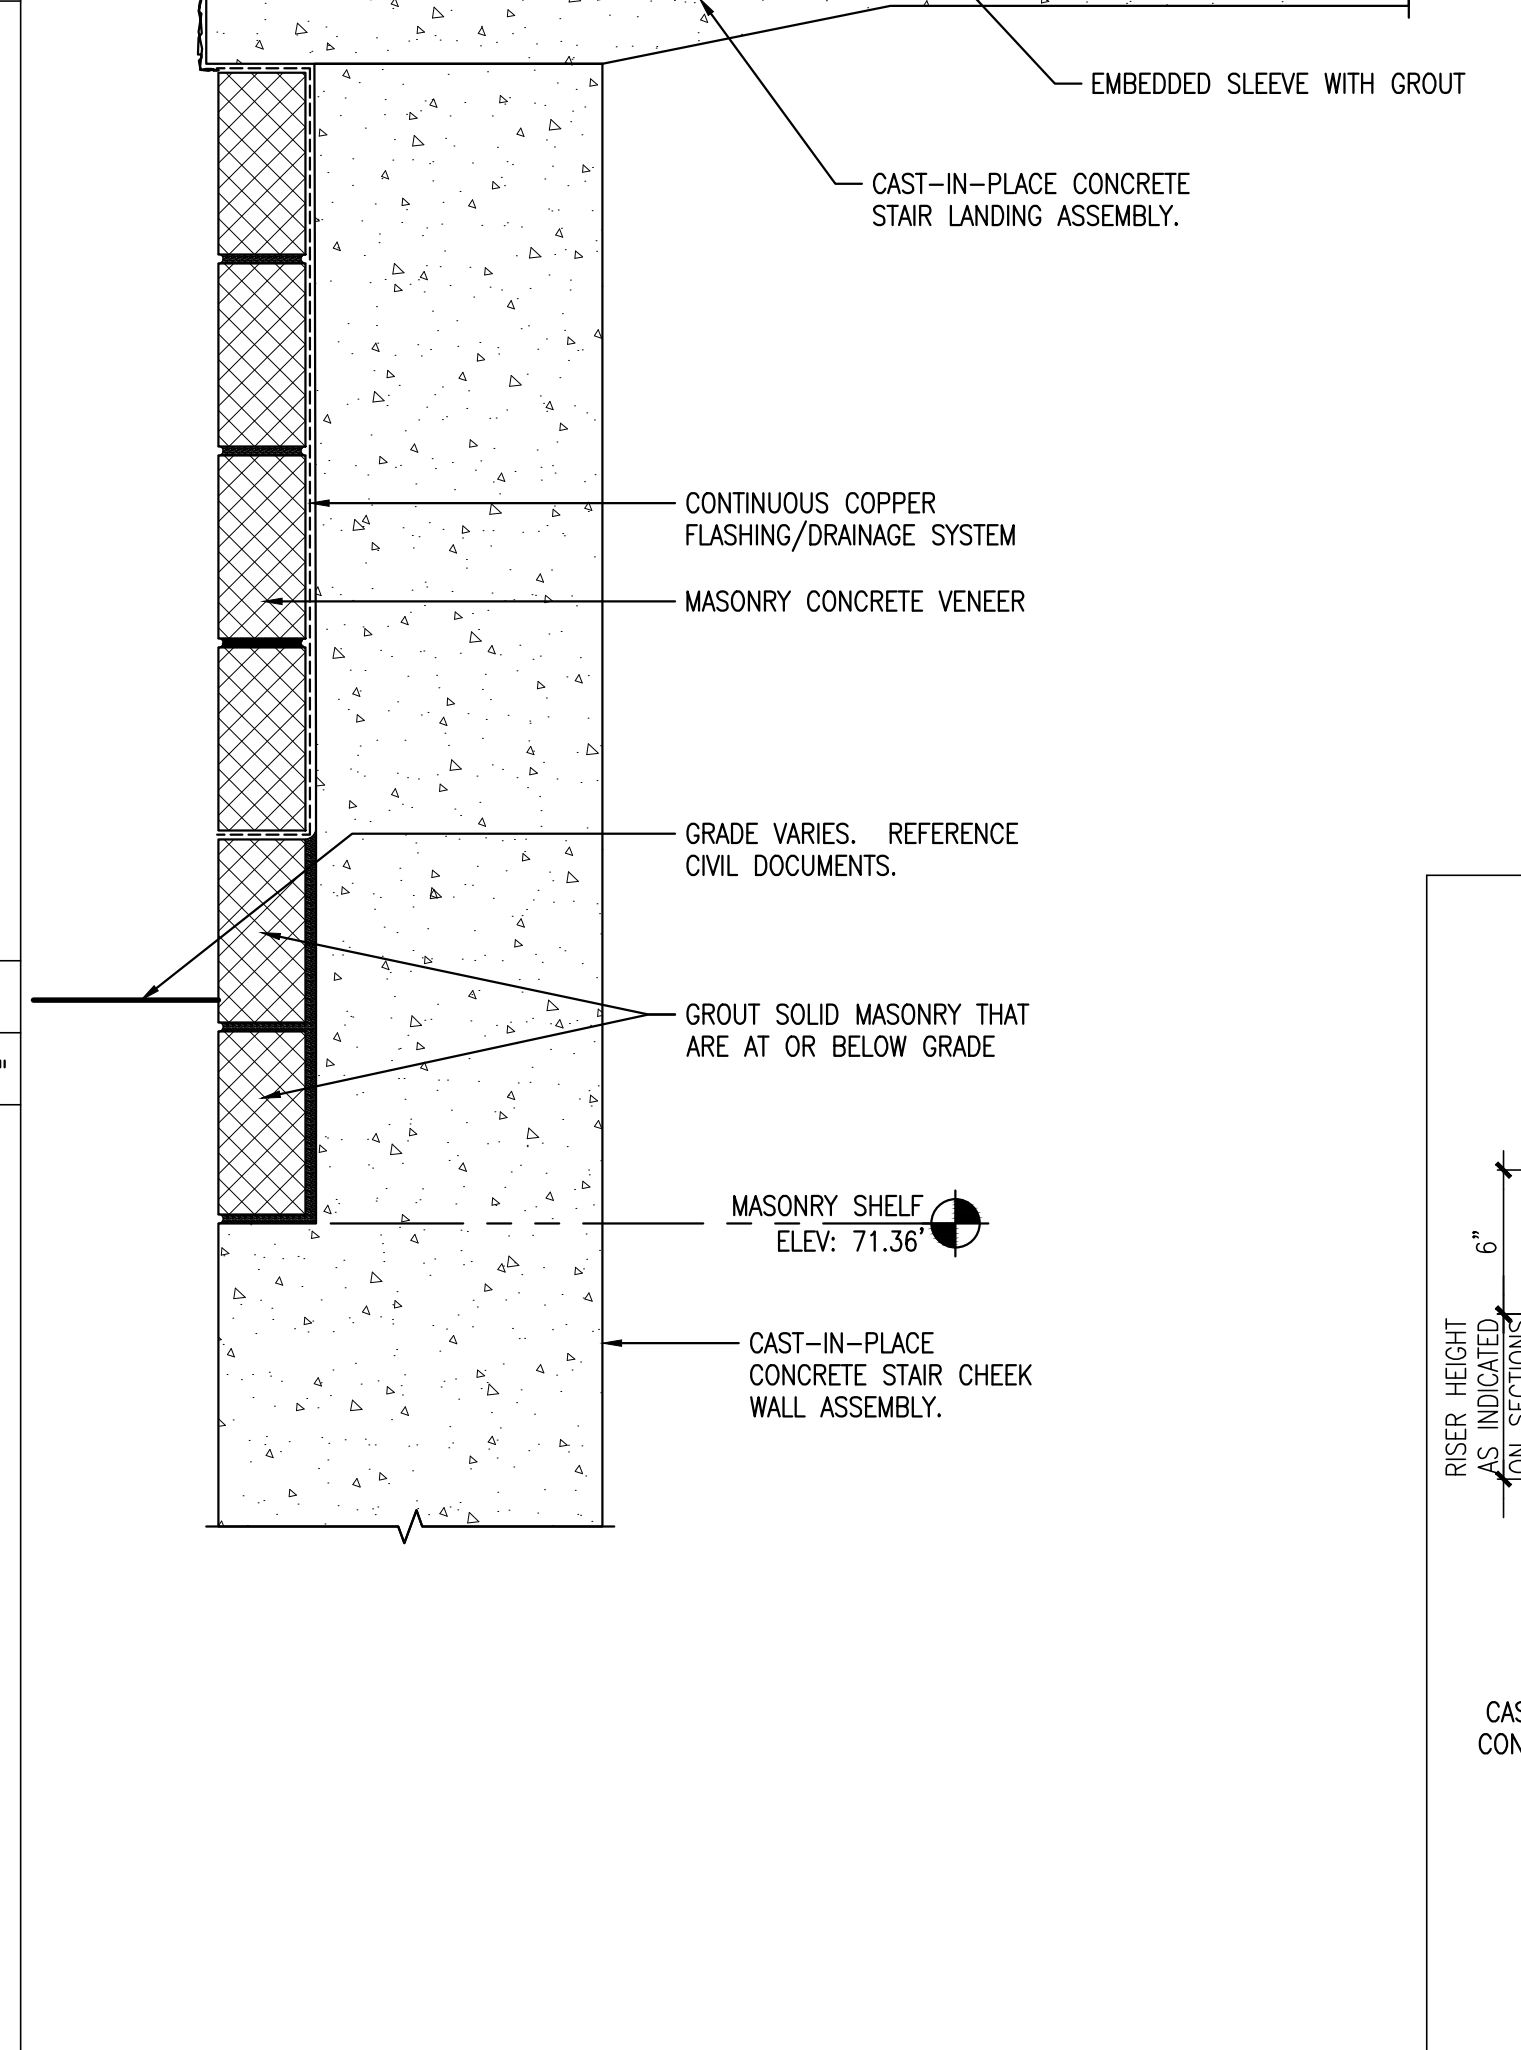 EMBEDDED SLEEVE WITH GROUT
CAST-IN-PLACE CONCRETE
STAIR LANDING ASSEMBLY.
CONTINUOUS COPPER
FLASHING/DRAINAGE SYSTEM
MASONRY CONCRETE VENEER
GRADE VARIES. REFERENCE
CIVIL DOCUMENTS.
GROUT SOLID MASONRY THAT
ARE AT OR BELOW GRADE
"
MASONRY SHELF
ELEV: 71.36'
CAST-IN-PLACE
CONCRETE STAIR CHEEK
WALL ASSEMBLY.
6"
RISER HEIGHT
AS INDICATED
ON SECTIONS